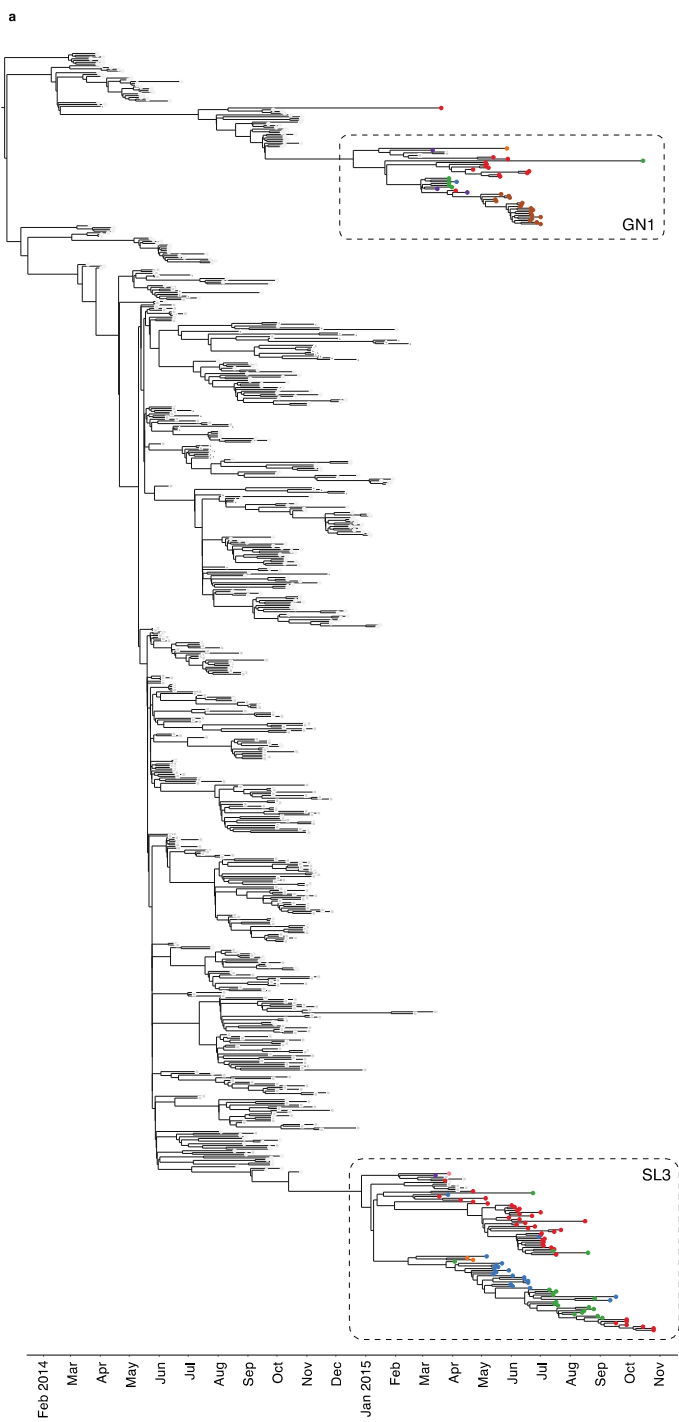 a
GN1
SL3
Feb 2014
Mar
Apr
May
Jun
Jul
Aug
Sep
Oct
Nov
Dec
Jan 2015
Feb
Mar
Apr
May
Jun
Jul
Aug
Sep
Oct
Nov